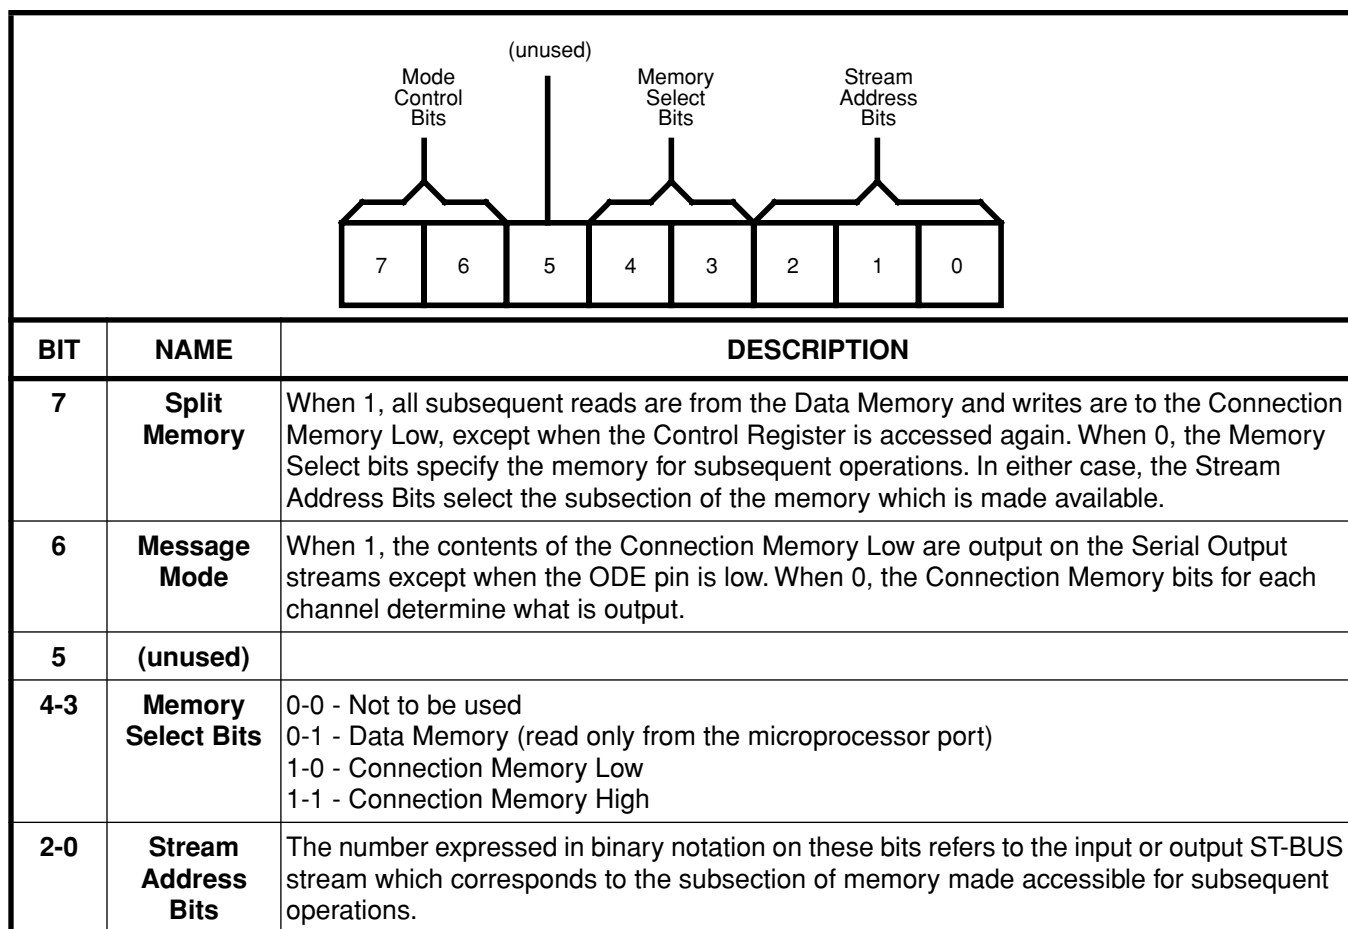 (unused)
Mode Control Bits
Memory Select Bits
Stream Address Bits
7 6 5 4 3 2 1 0
BIT NAME DESCRIPTION
7 Split Memory When 1, all subsequent reads are from the Data Memory and writes are to the Connection
Memory Low, except when the Control Register is accessed again. When 0, the Memory
Select bits specify the memory for subsequent operations. In either case, the Stream
Address Bits select the subsection of the memory which is made available.
6 Message Mode When 1, the contents of the Connection Memory Low are output on the Serial Output
streams except when the ODE pin is low. When 0, the Connection Memory bits for each
channel determine what is output.
5 (unused)
4-3 Memory Select Bits 0-0 - Not to be used
0-1 - Data Memory (read only from the microprocessor port)
1-0 - Connection Memory Low
1-1 - Connection Memory High
2-0 Stream Address Bits The number expressed in binary notation on these bits refers to the input or output ST-BUS
stream which corresponds to the subsection of memory made accessible for subsequent
operations.